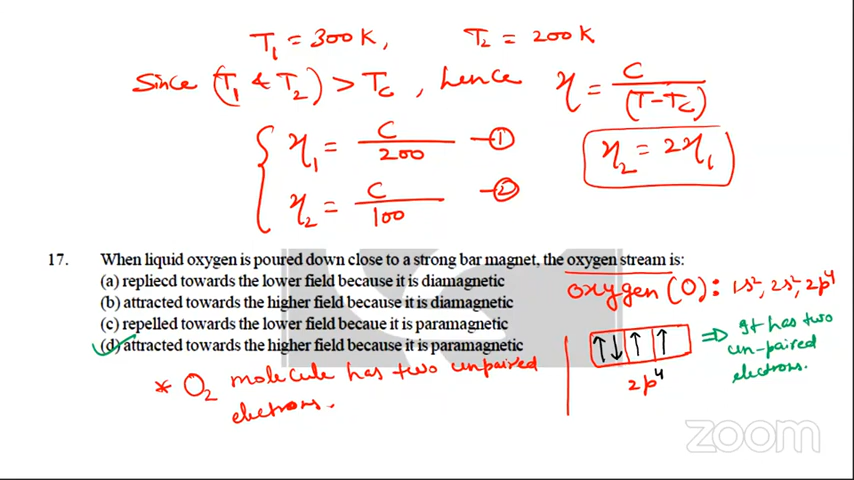 T₁ = 300K, T₂ = 200K
Since (T₁ & T₂) > Tc, hence χ = C/(T-Tc)
χ₁ = C/200 —①
χ₂ = C/100 —②
χ₂ = 2χ₁
17. When liquid oxygen is poured down close to a strong bar magnet, the oxygen stream is:
(a) repliecd towards the lower field because it is diamagnetic
(b) attracted towards the higher field because it is diamagnetic
(c) repelled towards the lower field becaue it is paramagnetic
(d) attracted towards the higher field because it is paramagnetic
* O₂ molecule has two unpaired
electrons.
oxygen (O): 1s², 2s², 2p⁴
↑↓ ↑ ↑
2p⁴
⇒ It has two
un-paired
electrons.
zoom